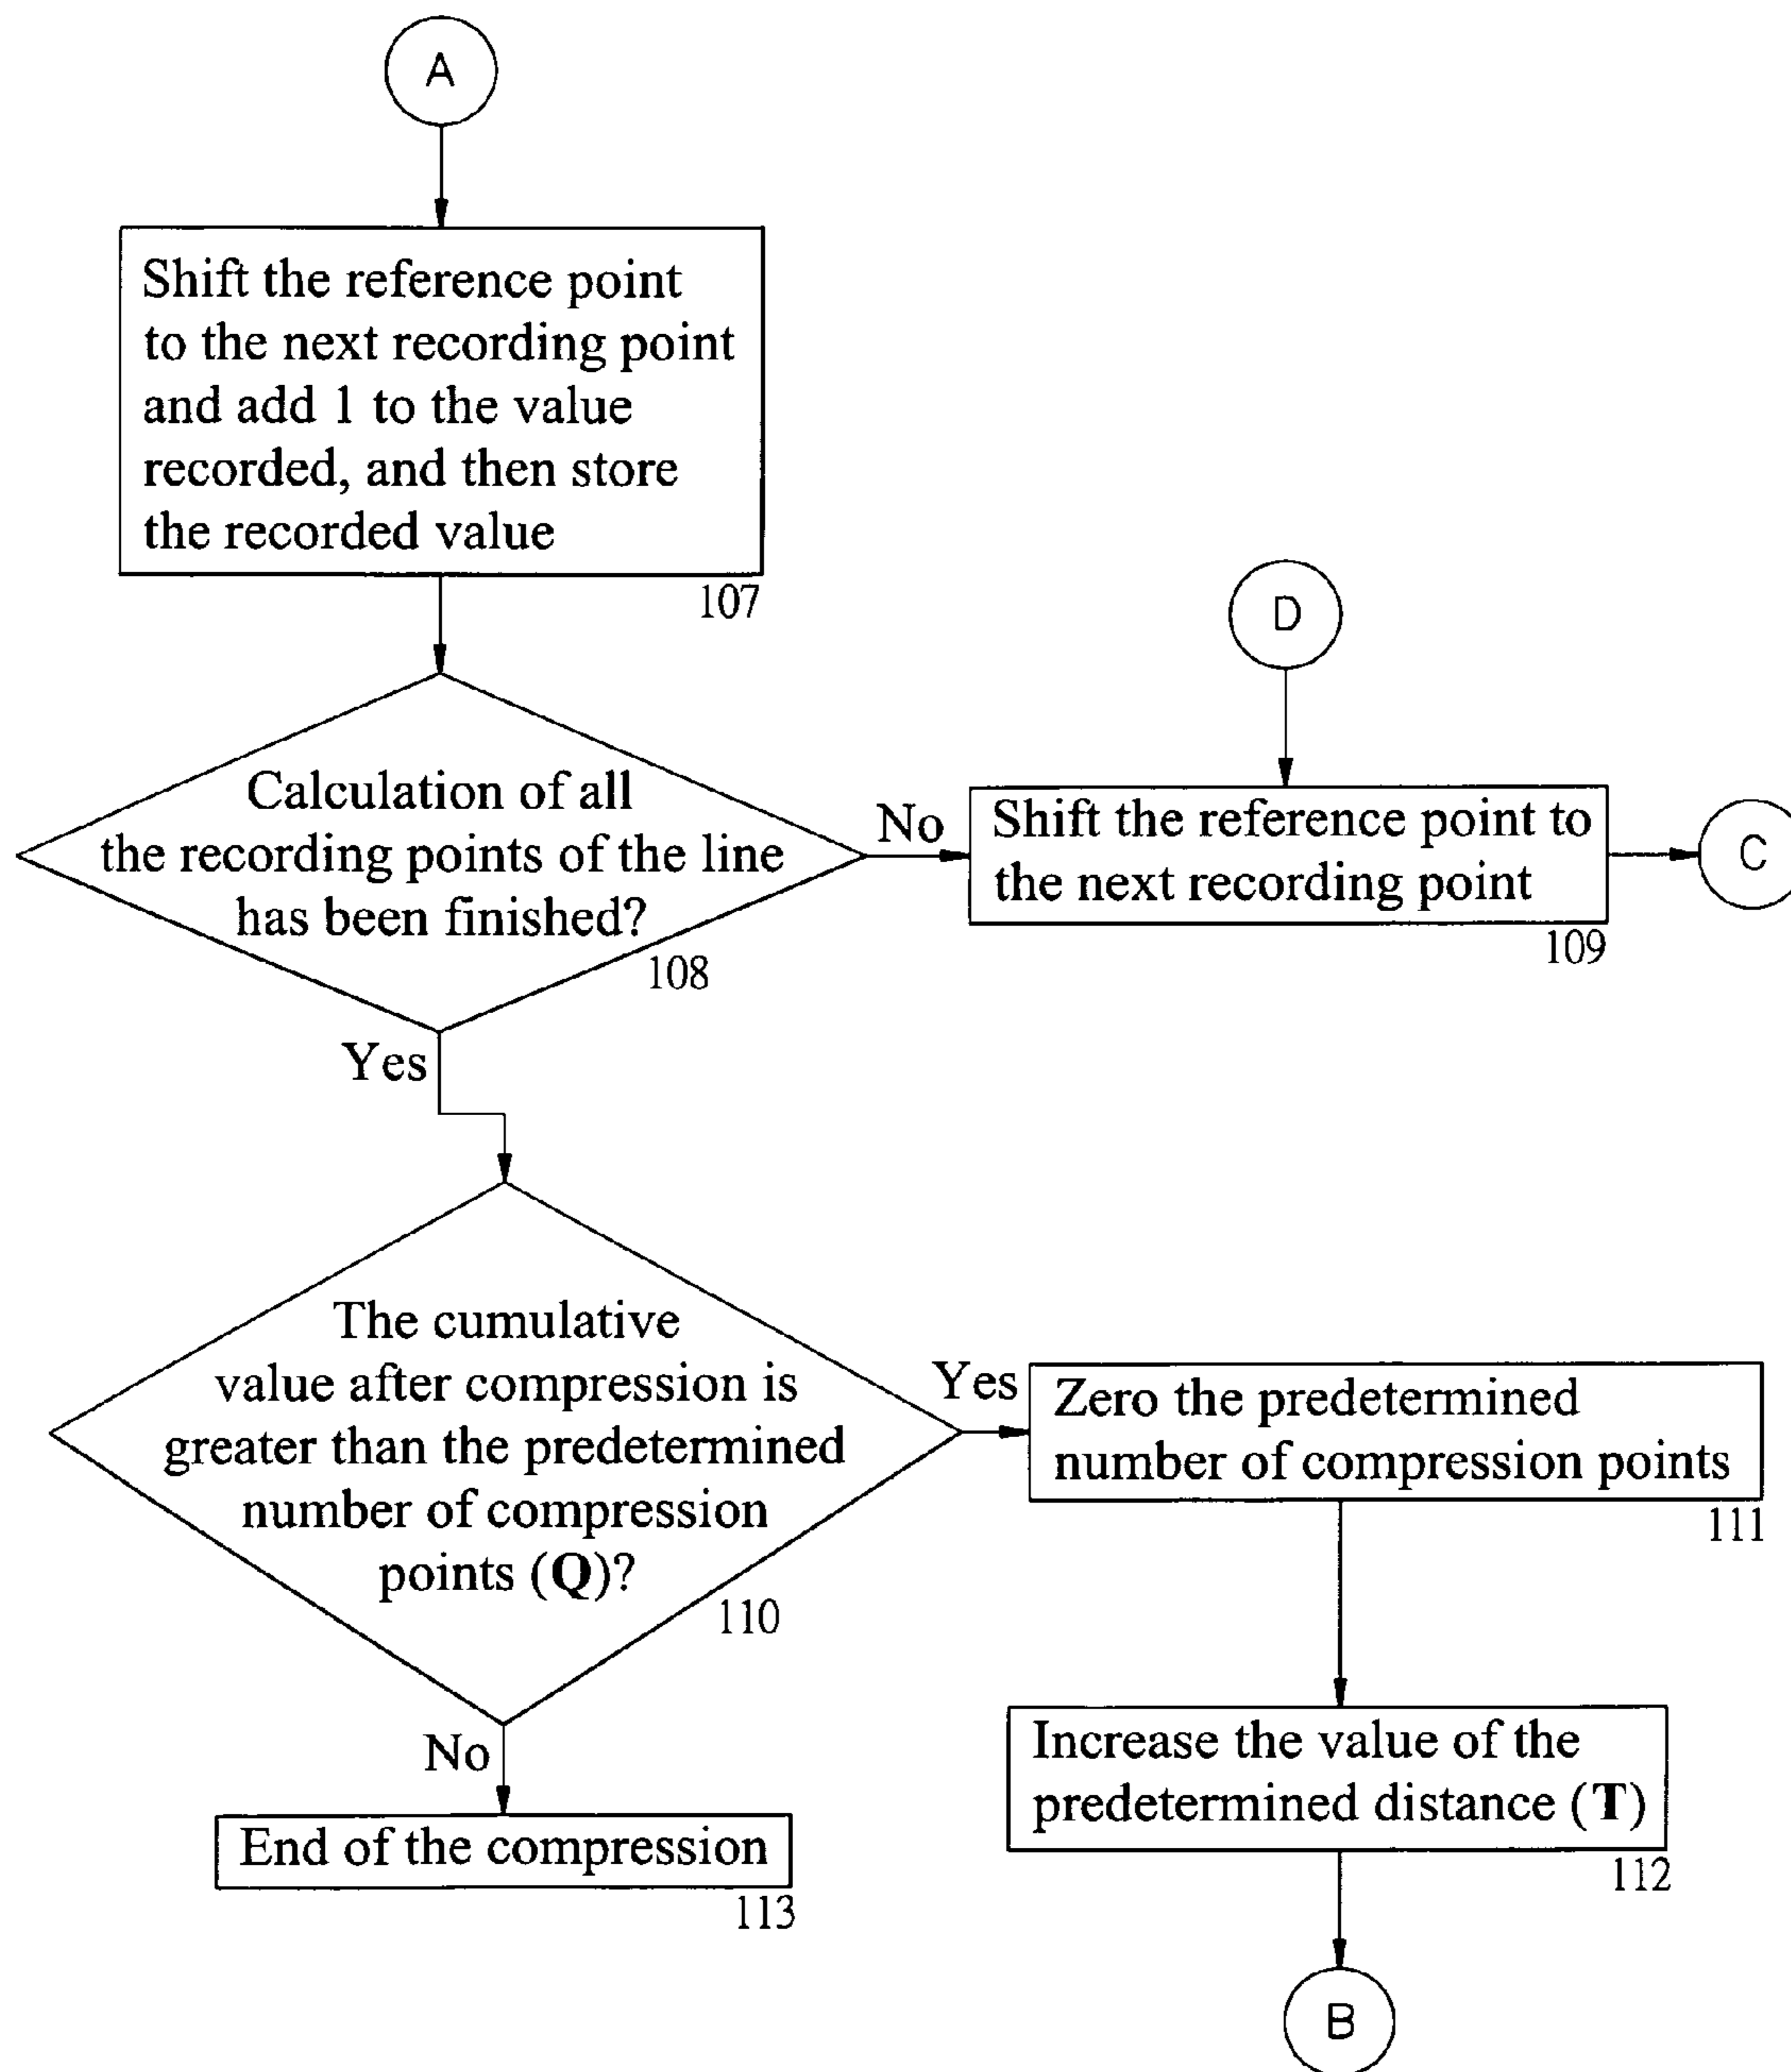 A
Shift the reference point
to the next recording point
and add 1 to the value
recorded, and then store
the recorded value
107
D
Calculation of all
the recording points of the line
has been finished?
108
No
Shift the reference point to
the next recording point
109
C
Yes
The cumulative
value after compression is
greater than the predetermined
number of compression
points (Q)?
110
Yes
Zero the predetermined
number of compression points
111
Increase the value of the
predetermined distance (T)
112
No
End of the compression
113
B